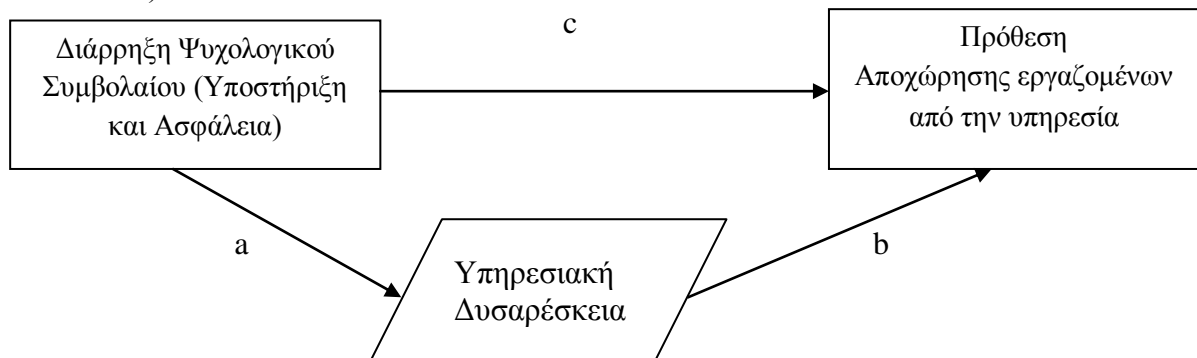 c
Διάρρηξη Ψυχολογικού
Συμβολαίου (Υποστήριξη
και Ασφάλεια)
Πρόθεση
Αποχώρησης εργαζομένων
από την υπηρεσία
a
b
Υπηρεσιακή
Δυσαρέσκεια